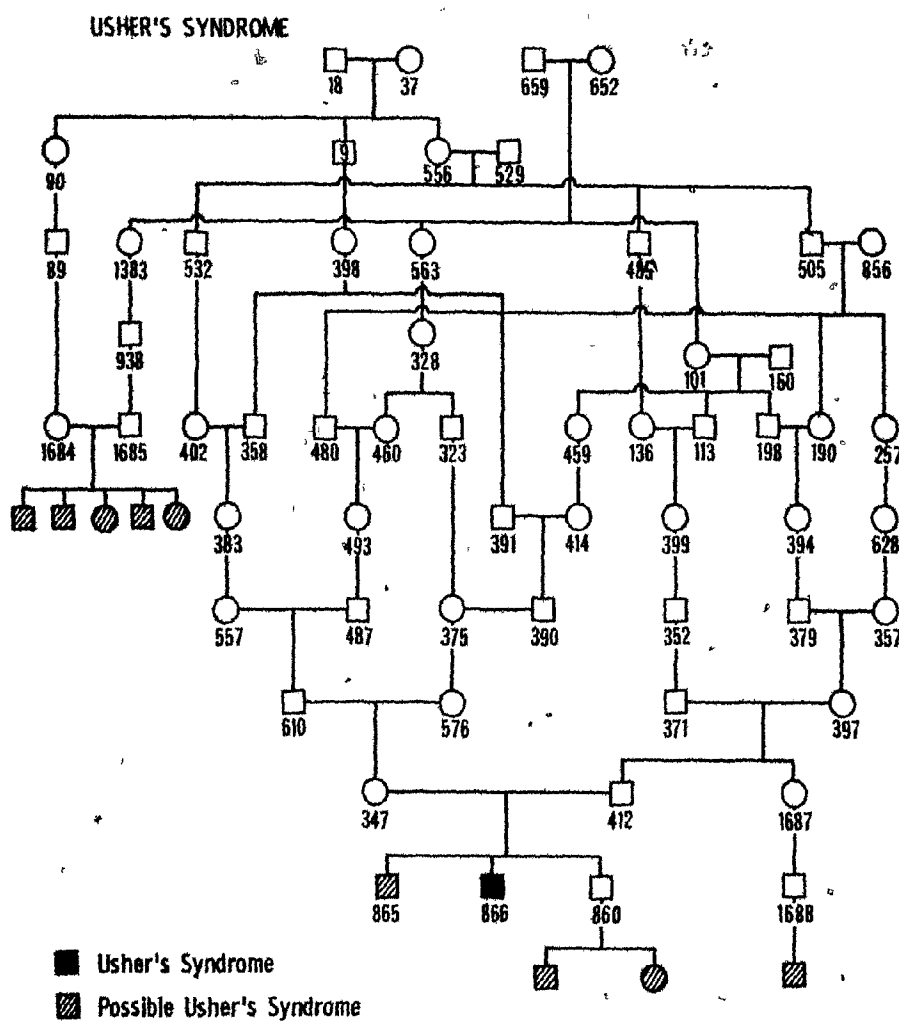 USHER'S SYNDROME
18 37 659 652
90 9 556 529
89 1383 532 398 563 485 505 856
938 328 101 160
1684 1685 402 358 480 460 323 459 136 113 198 190 257
383 493 391 414 399 394 628
557 487 375 390 352 379 357
610 576 371 397
347 412 1687
865 866 860 1688
Usher's Syndrome
Possible Usher's Syndrome